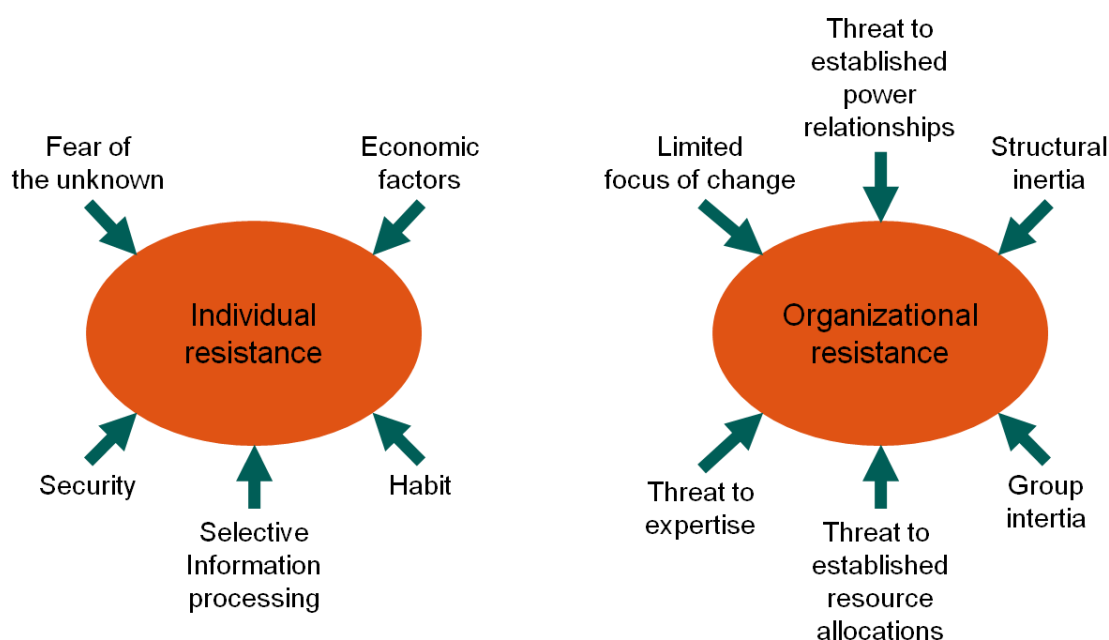 Fear of
the unknown
Economic
factors
Individual
resistance
Security
Selective
Information
processing
Habit
Threat to
established
power
relationships
Limited
focus of change
Structural
inertia
Organizational
resistance
Threat to
expertise
Threat to
established
resource
allocations
Group
intertia